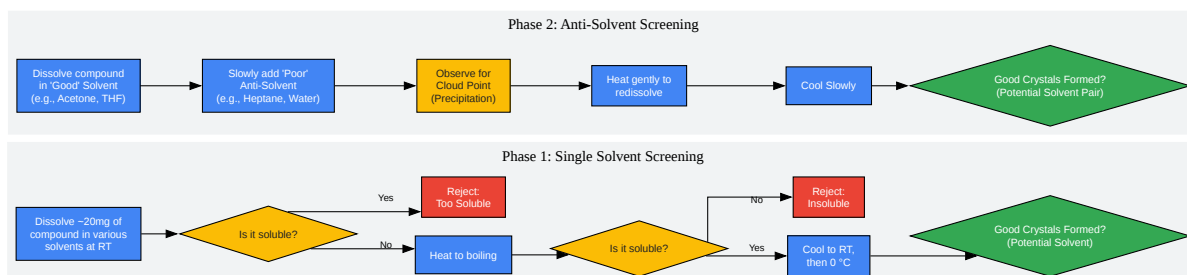 Phase 2: Anti-Solvent Screening
Dissolve compound
in 'Good' Solvent
(e.g., Acetone, THF)
Slowly add 'Poor'
Anti-Solvent
(e.g., Heptane, Water)
Observe for
Cloud Point
(Precipitation)
Heat gently to
redissolve
Cool Slowly
Good Crystals Formed?
(Potential Solvent Pair)
Phase 1: Single Solvent Screening
Dissolve ~20mg of
compound in various
solvents at RT
Is it soluble?
Yes
Reject:
Too Soluble
No
Heat to boiling
Is it soluble?
No
Reject:
Insoluble
Yes
Cool to RT,
then 0 °C
Good Crystals Formed?
(Potential Solvent)